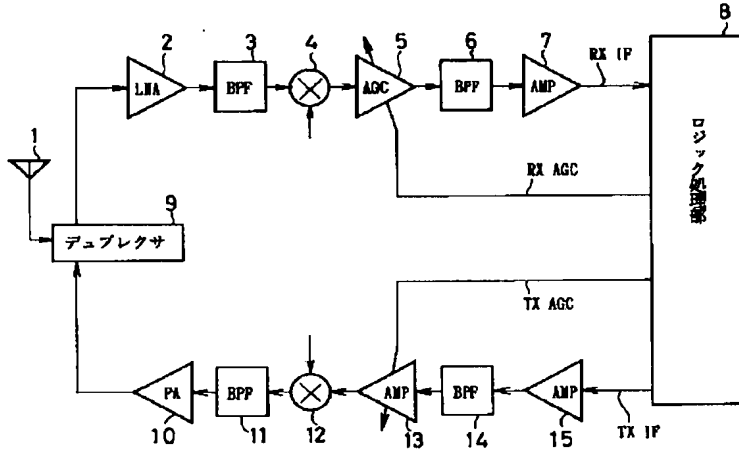 8
2
3
4
5
6
7
RX IF
LNA
BPF
AGC
BPF
AMP
ロジック処理部
1
RX AGC
9
デュプレクサ
TX AGC
PA
BPF
AMP
BPF
AMP
10
11
12
13
14
15
TX IF